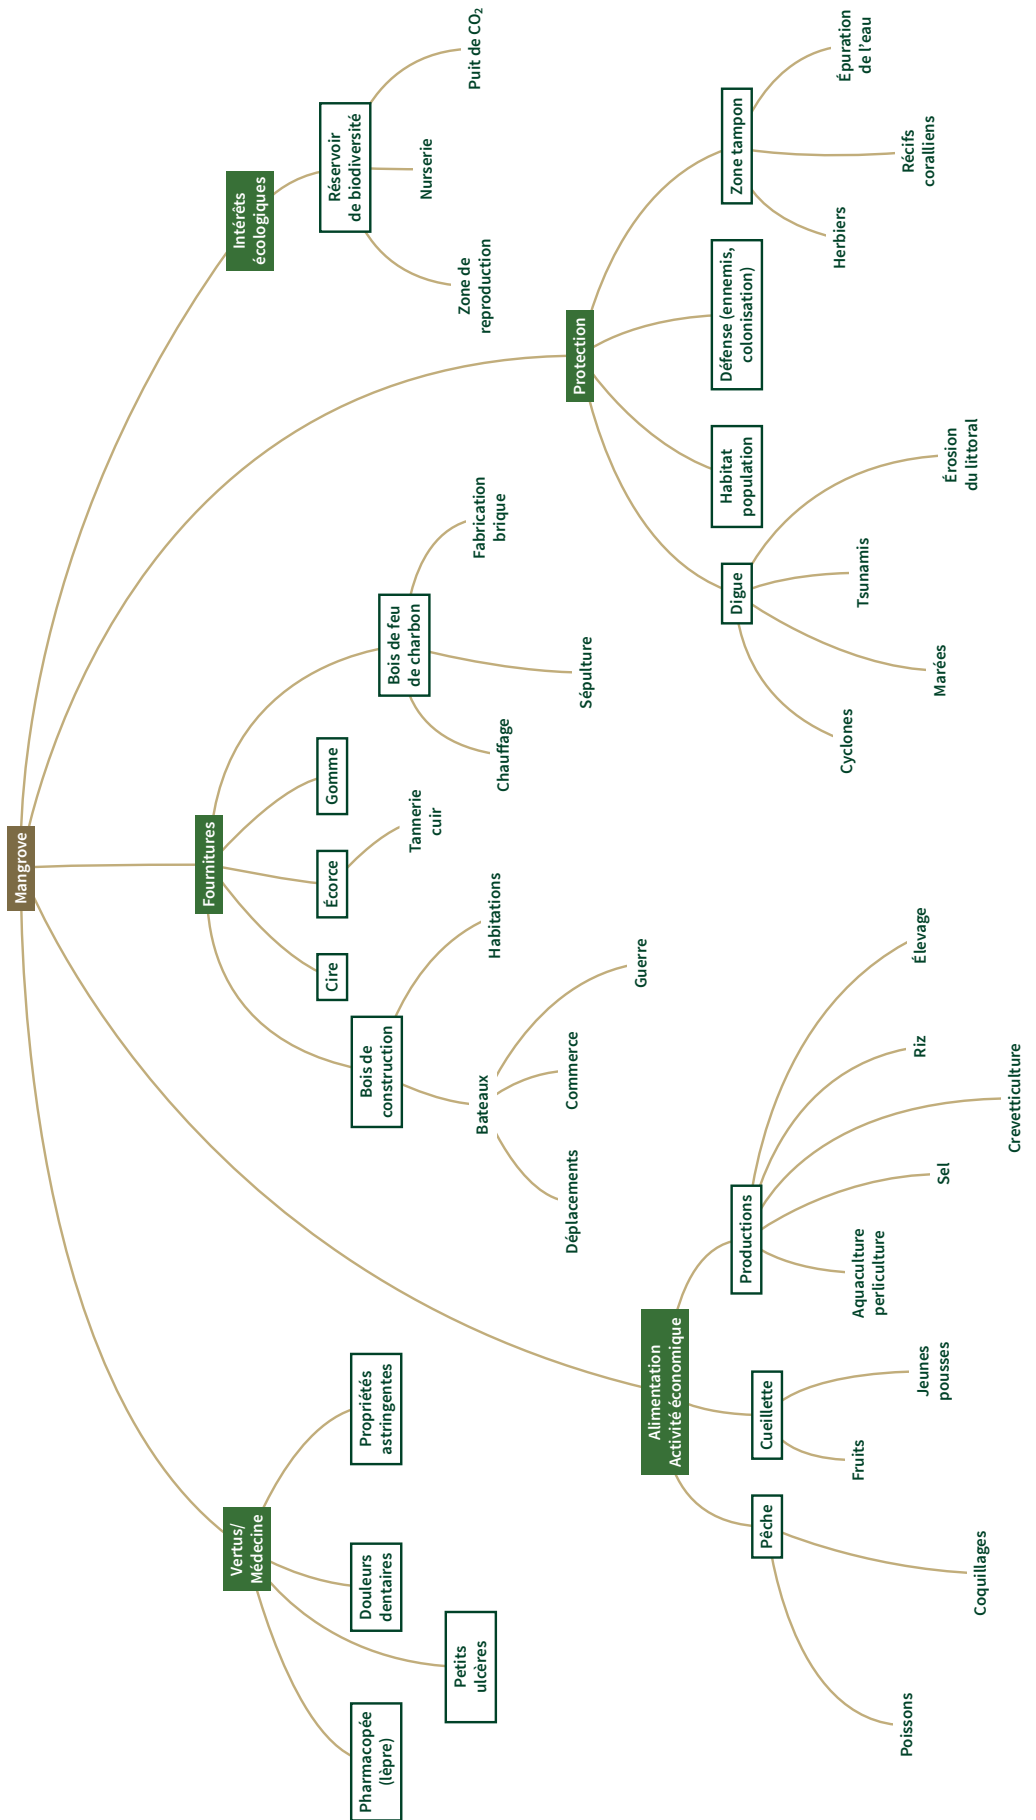 Mangrove
Vertus/
Médecine
Pharmacopée
(lèpre)
Petits
ulcères
Douleurs
dentaires
Propriétés
astringentes
Alimentation
Activité économique
Pêche
Poissons
Coquillages
Cueillette
Fruits
Jeunes
pousses
Productions
Aquaculture
perliculture
Sel
Crevetticulture
Riz
Élevage
Fournitures
Bois de
construction
Bateaux
Déplacements
Commerce
Guerre
Habitations
Cire
Écorce
Tannerie
cuir
Gomme
Bois de feu
de charbon
Chauffage
Sépulture
Fabrication
brique
Protection
Digue
Cyclones
Marées
Tsunamis
Érosion
du littoral
Habitat
population
Défense (ennemis,
colonisation)
Zone tampon
Herbiers
Récifs
coralliens
Épuration
de l’eau
Intérêts
écologiques
Réservoir
de biodiversité
Zone de
reproduction
Nurserie
Puit de CO₂